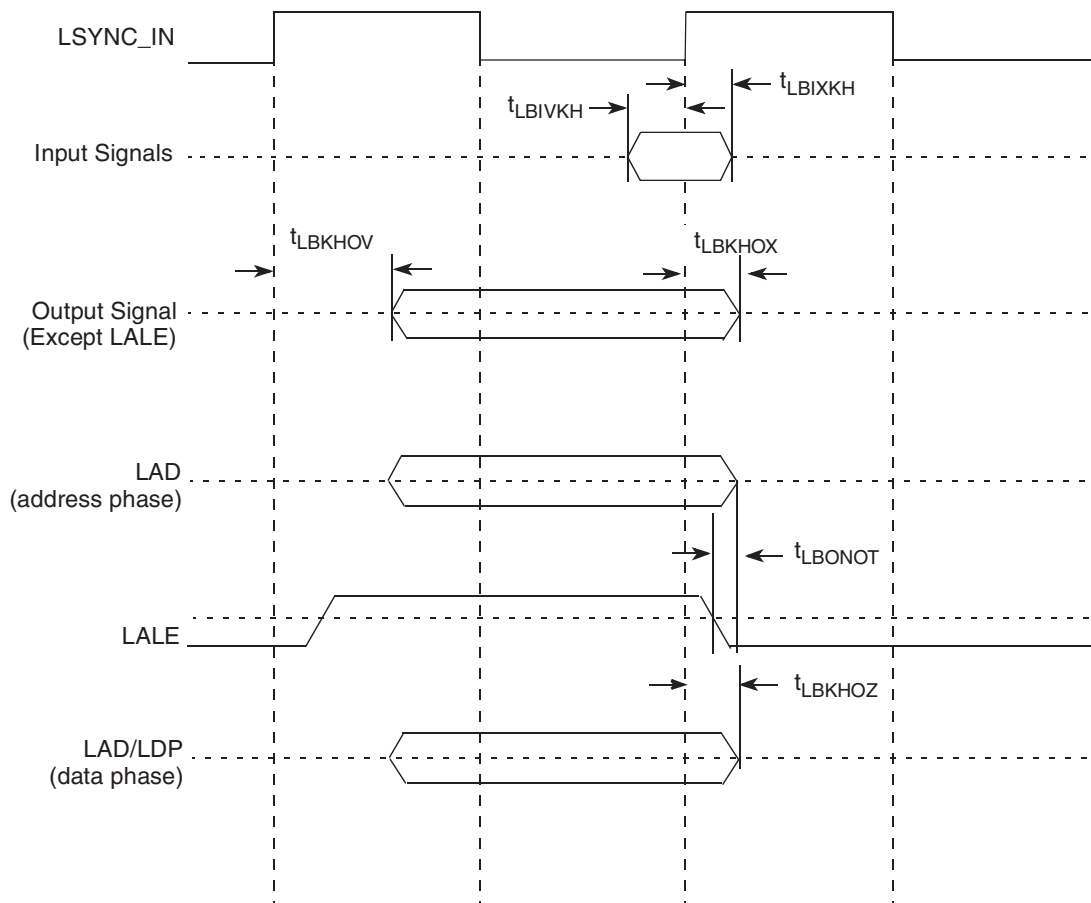 LSYNC_IN
tLBIXKH
tLBIVKH
Input Signals
tLBKHOV
tLBKHOX
Output Signal
(Except LALE)
LAD
(address phase)
tLBONOT
LALE
tLBKHOZ
LAD/LDP
(data phase)